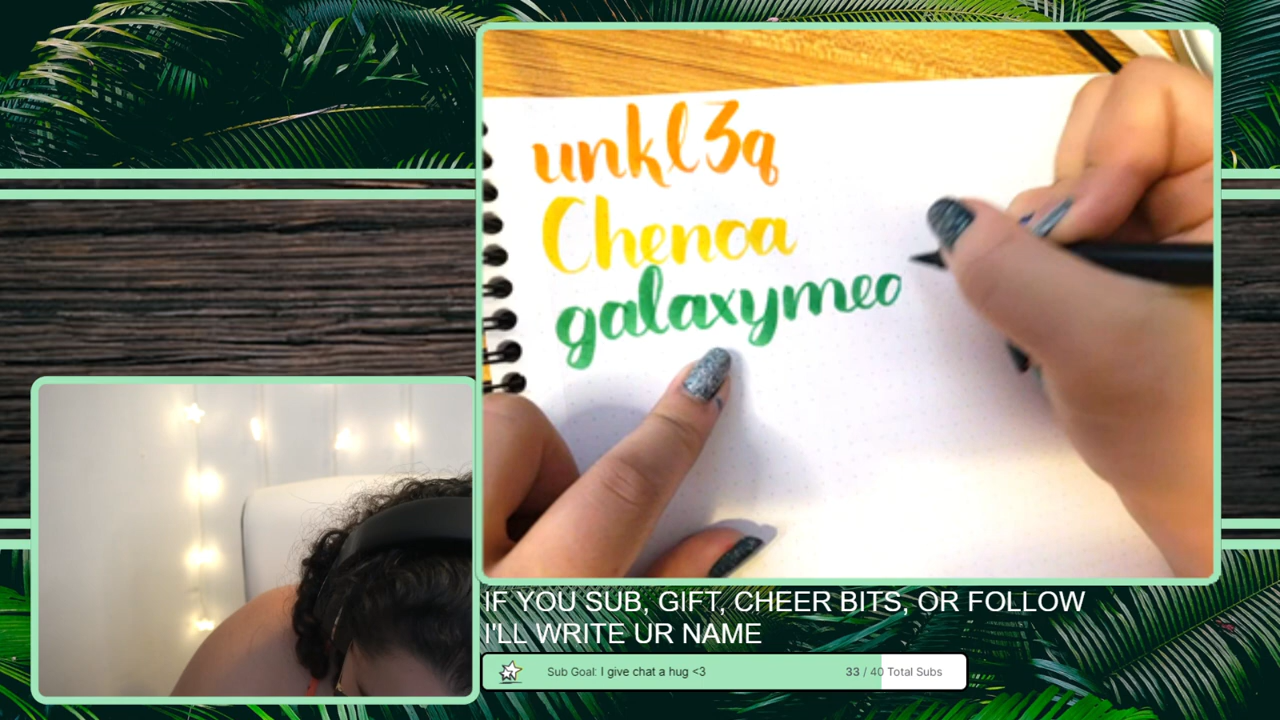 unkl3q
Chenoa
galaxymeo
IF YOU SUB, GIFT, CHEER BITS, OR FOLLOW
I'LL WRITE UR NAME
Sub Goal: I give chat a hug <3 33 / 40 Total Subs